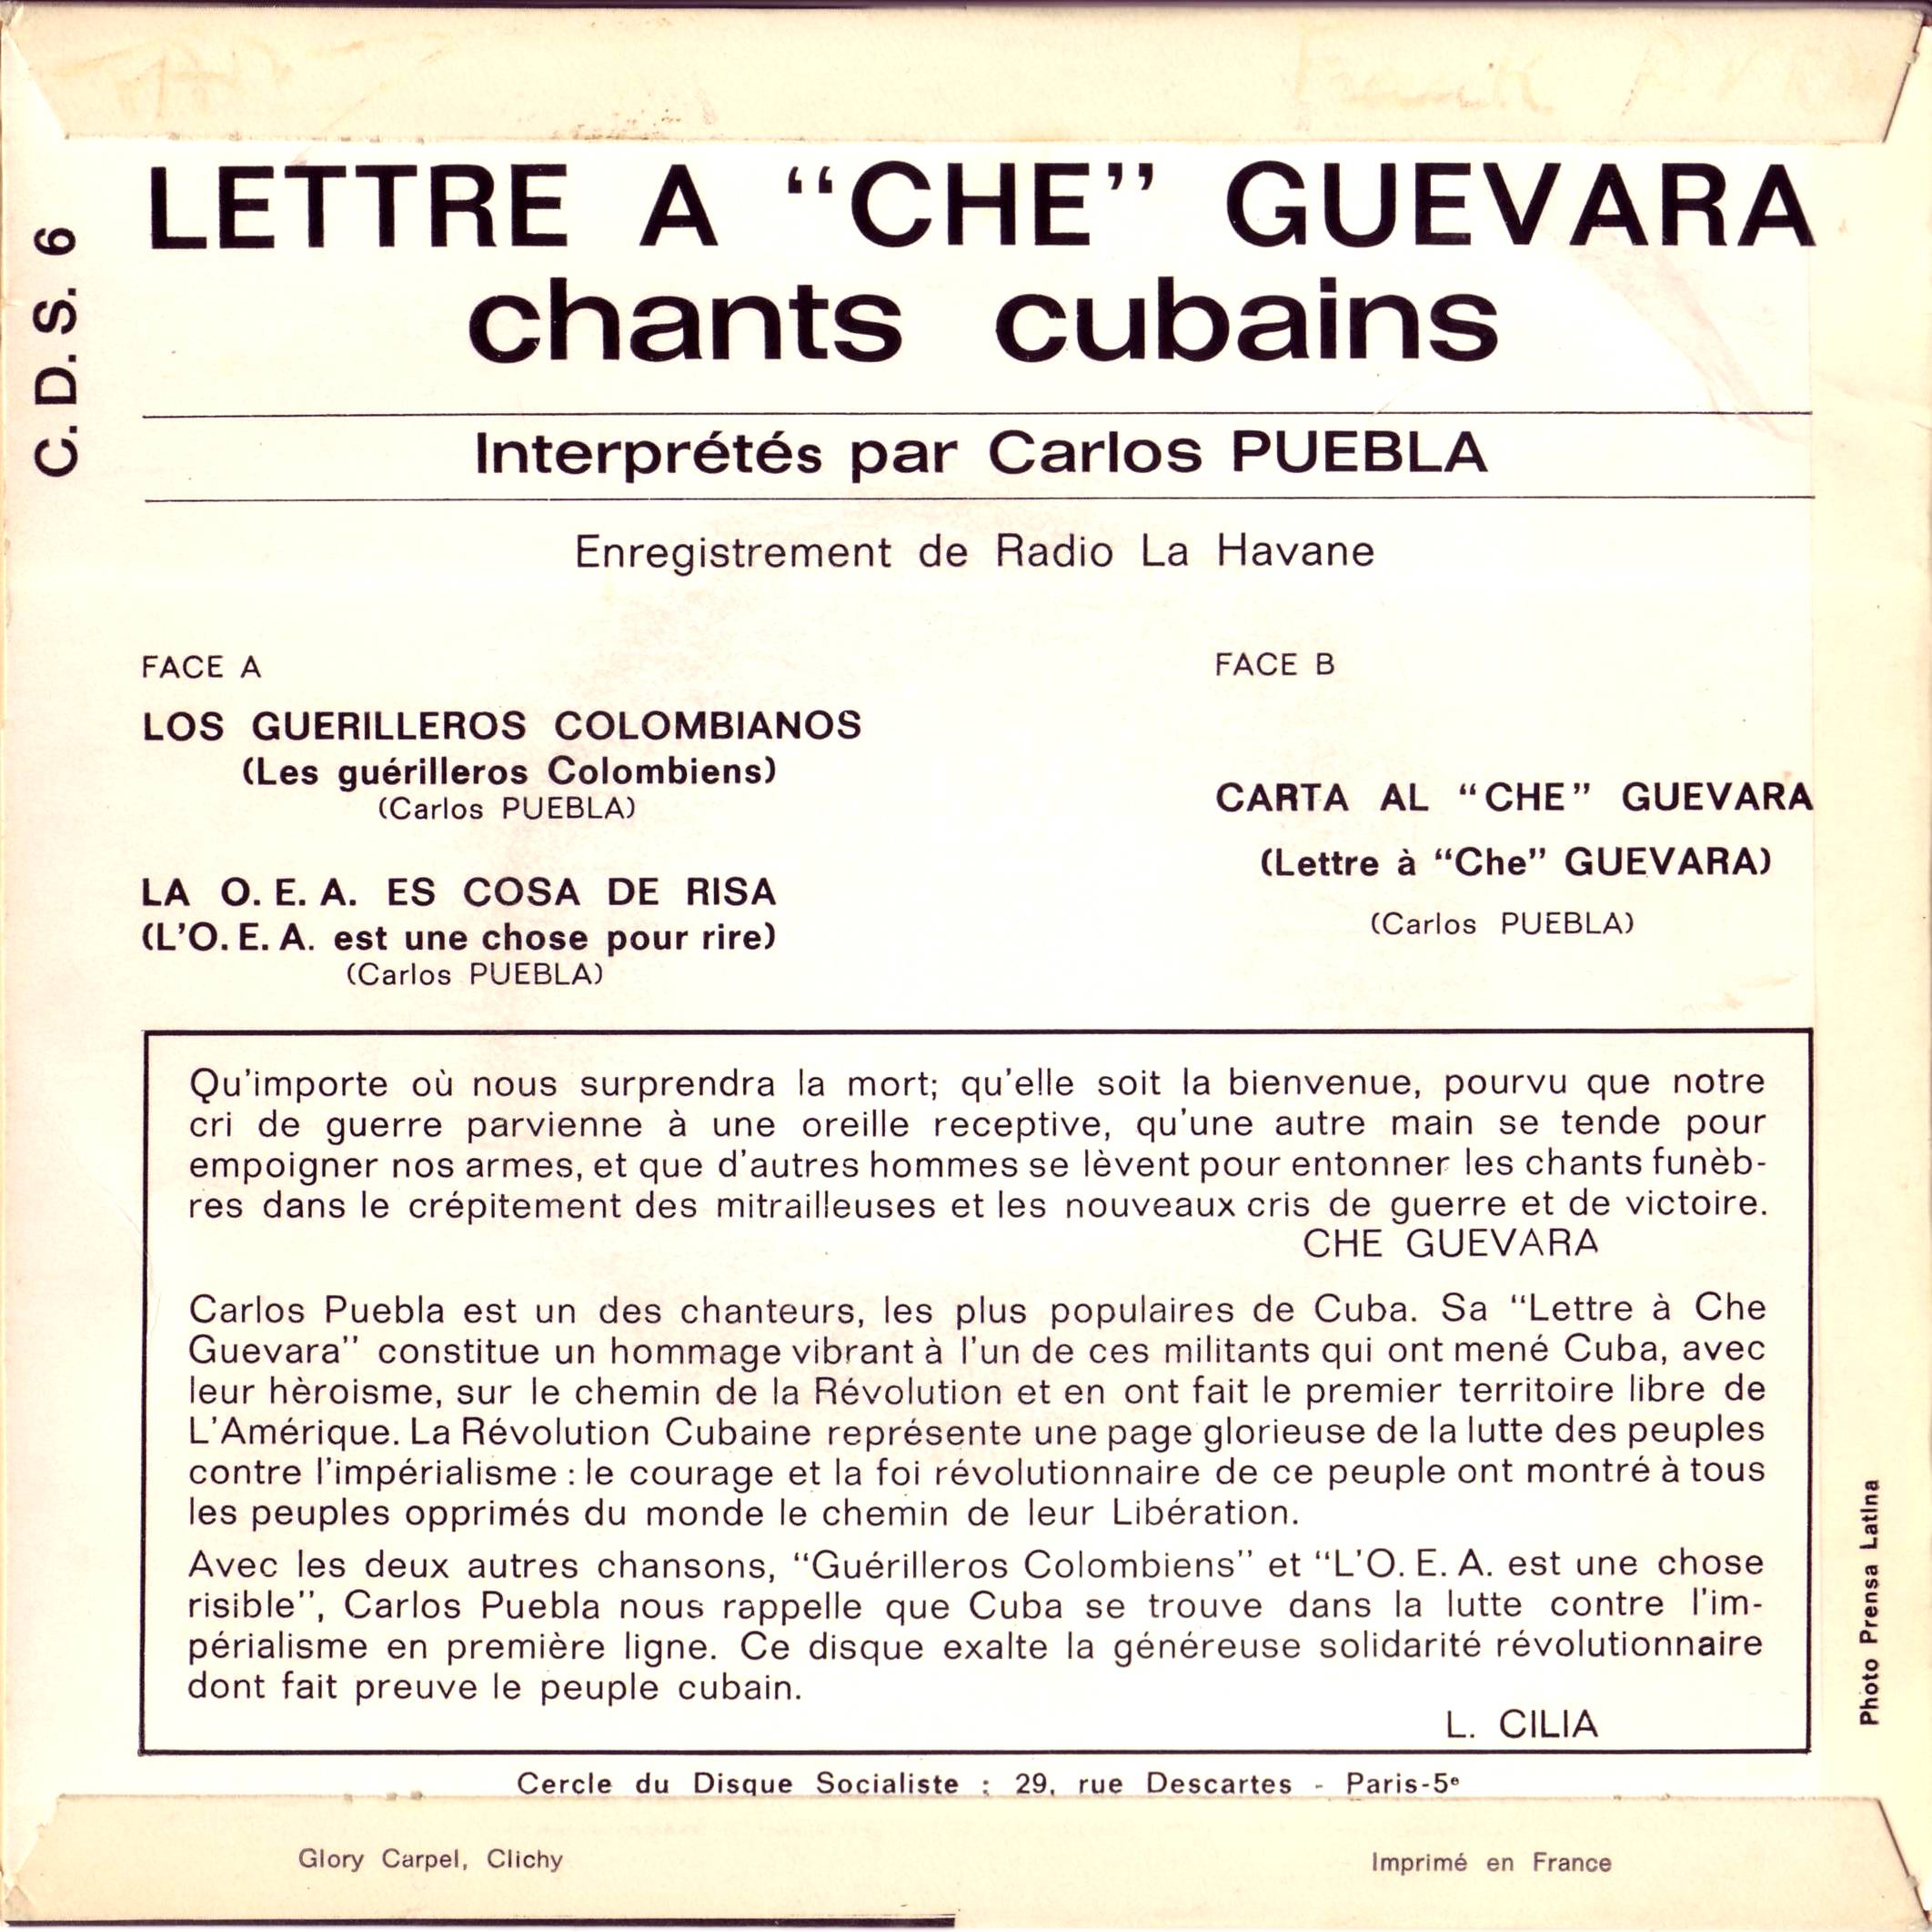 LETTRE A “CHE” GUEVARA
chants cubains
C. D. S. 6
Interprétés par Carlos PUEBLA
Enregistrement de Radio La Havane
FACE A
LOS GUERILLEROS COLOMBIANOS
(Les guérilleros Colombiens)
(Carlos PUEBLA)
LA O. E. A. ES COSA DE RISA
(L’O. E. A. est une chose pour rire)
(Carlos PUEBLA)
FACE B
CARTA AL “CHE” GUEVARA
(Lettre à “Che” GUEVARA)
(Carlos PUEBLA)
Qu’importe où nous surprendra la mort; qu’elle soit la bienvenue, pourvu que notre
cri de guerre parvienne à une oreille receptive, qu’une autre main se tende pour
empoigner nos armes, et que d’autres hommes se lèvent pour entonner les chants funèb-
res dans le crépitement des mitrailleuses et les nouveaux cris de guerre et de victoire.
CHE GUEVARA
Carlos Puebla est un des chanteurs, les plus populaires de Cuba. Sa “Lettre à Che
Guevara” constitue un hommage vibrant à l’un de ces militants qui ont mené Cuba, avec
leur hèroisme, sur le chemin de la Révolution et en ont fait le premier territoire libre de
L’Amérique. La Révolution Cubaine représente une page glorieuse de la lutte des peuples
contre l’impérialisme : le courage et la foi révolutionnaire de ce peuple ont montré à tous
les peuples opprimés du monde le chemin de leur Libération.
Avec les deux autres chansons, “Guérilleros Colombiens” et “L’O. E. A. est une chose
risible”, Carlos Puebla nous rappelle que Cuba se trouve dans la lutte contre l’im-
périalisme en première ligne. Ce disque exalte la généreuse solidarité révolutionnaire
dont fait preuve le peuple cubain.
L. CILIA
Photo Prensa Latina
Cercle du Disque Socialiste : 29, rue Descartes - Paris-5e
Glory Carpel, Clichy
Imprimé en France